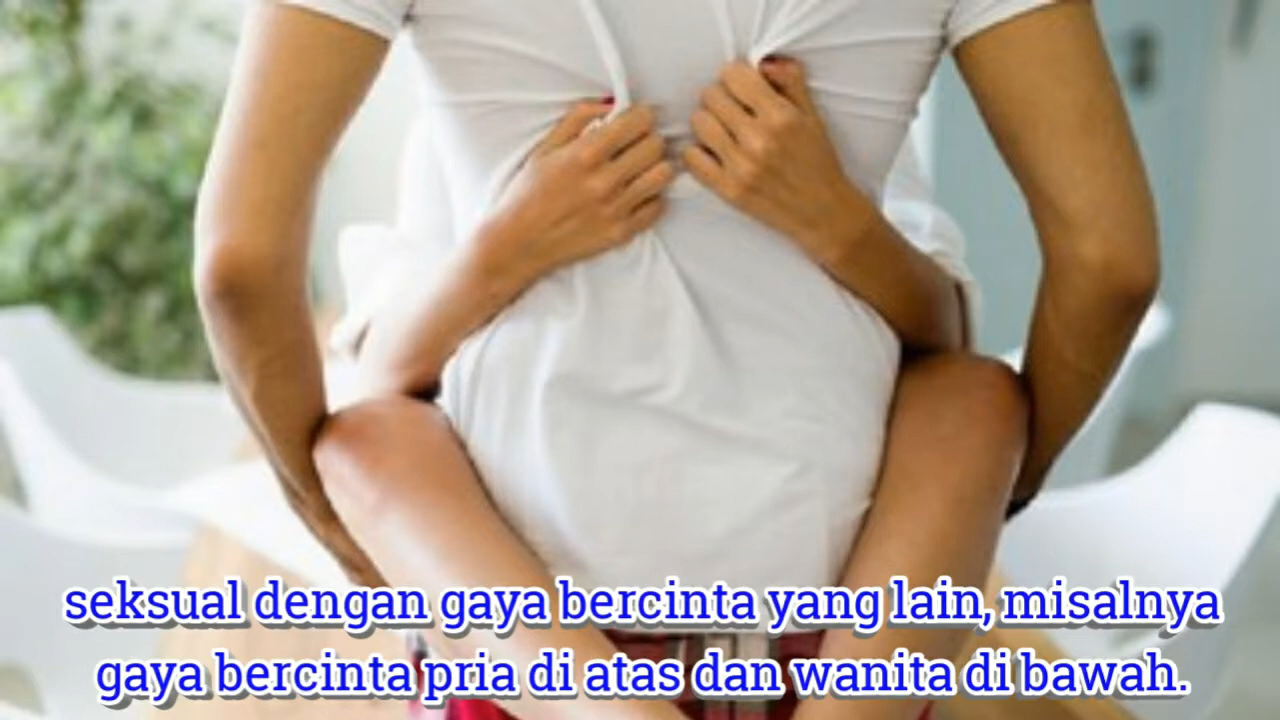 seksual dengan gaya bercinta yang lain, misalnya
gaya bercinta pria di atas dan wanita di bawah.